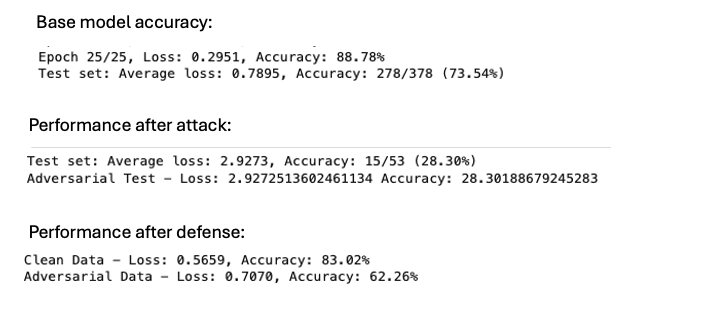 Base model accuracy:
Epoch 25/25, Loss: 0.2951, Accuracy: 88.78%
Test set: Average loss: 0.7895, Accuracy: 278/378 (73.54%)
Performance after attack:
Test set: Average loss: 2.9273, Accuracy: 15/53 (28.30%)
Adversarial Test – Loss: 2.9272513602461134 Accuracy: 28.30188679245283
Performance after defense:
Clean Data – Loss: 0.5659, Accuracy: 83.02%
Adversarial Data – Loss: 0.7070, Accuracy: 62.26%